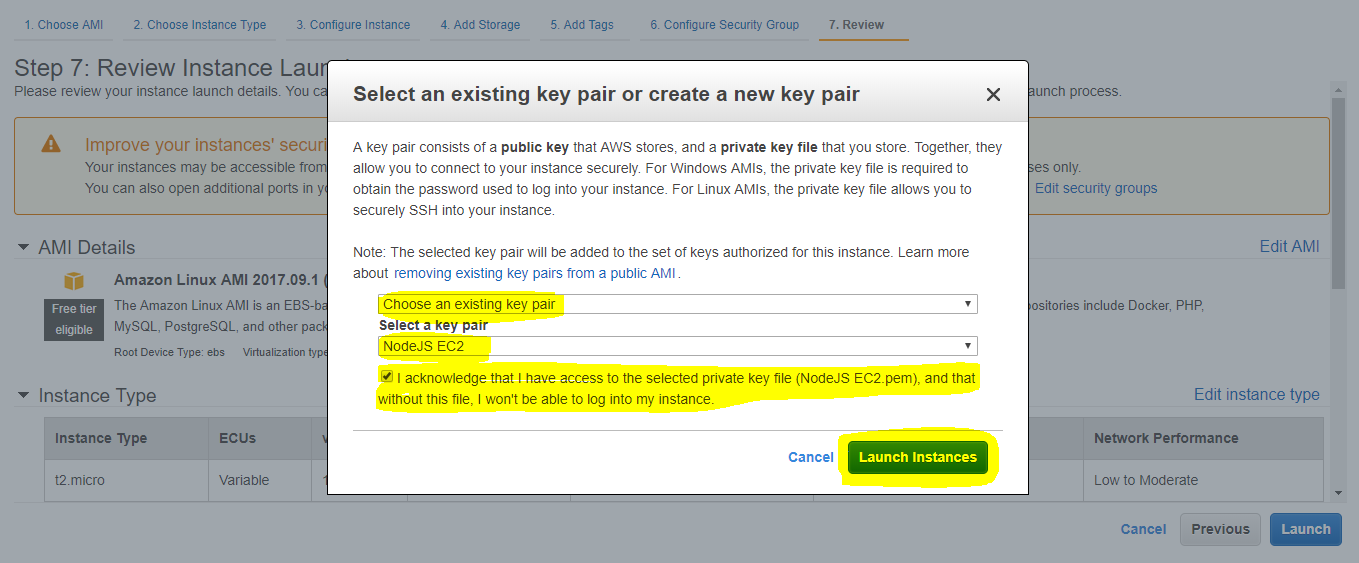 1. Choose AMI 2. Choose Instance Type 3. Configure Instance 4. Add Storage 5. Add Tags 6. Configure Security Group 7. Review
Step 7: Review Instance Laun
Please review your instance launch details. You ca
aunch process.
Improve your instances' securi
Your instances may be accessible from
ses only.
You can also open additional ports in yo
Edit security groups
AMI Details
Edit AMI
Amazon Linux AMI 2017.09.1 (
Free tier
eligible
The Amazon Linux AMI is an EBS-ba
positories include Docker, PHP,
MySQL, PostgreSQL, and other pack
Root Device Type: ebs Virtualization type
Instance Type
Edit instance type
Instance Type ECUs v Network Performance
t2.micro Variable 1 Low to Moderate
Cancel Previous Launch
Select an existing key pair or create a new key pair
A key pair consists of a public key that AWS stores, and a private key file that you store. Together, they
allow you to connect to your instance securely. For Windows AMIs, the private key file is required to
obtain the password used to log into your instance. For Linux AMIs, the private key file allows you to
securely SSH into your instance.
Note: The selected key pair will be added to the set of keys authorized for this instance. Learn more
about removing existing key pairs from a public AMI.
Choose an existing key pair
Select a key pair
NodeJS EC2
I acknowledge that I have access to the selected private key file (NodeJS EC2.pem), and that
without this file, I won't be able to log into my instance.
Cancel Launch Instances